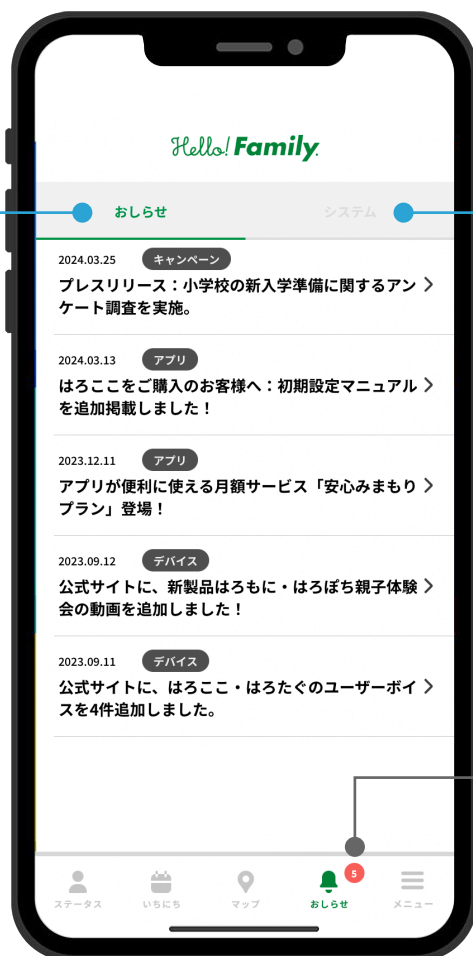 Hello! Family.
おしらせ
システム
2024.03.25 キャンペーン
プレスリリース：小学校の新入学準備に関するアン
ケート調査を実施。
2024.03.13 アプリ
はろここをご購入のお客様へ：初期設定マニュアル
を追加掲載しました！
2023.12.11 アプリ
アプリが便利に使える月額サービス「安心みまもり
プラン」登場！
2023.09.12 デバイス
公式サイトに、新製品はろもに・はろぽち親子体験
会の動画を追加しました！
2023.09.11 デバイス
公式サイトに、はろここ・はろたぐのユーザーボイ
スを4件追加しました。
5
ステータス
いちにち
マップ
おしらせ
メニュー